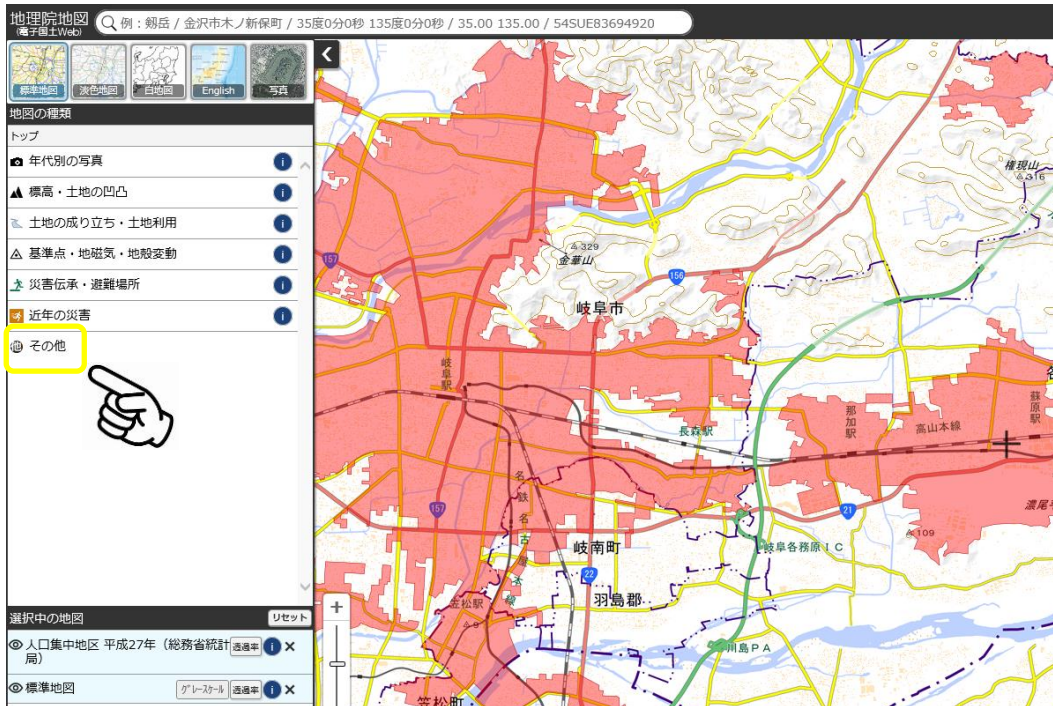 地理院地図
(電子国土Web)
例：剱岳 / 金沢市木ノ新保町 / 35度0分0秒 135度0分0秒 / 35.00 135.00 / 54SUE83694920
標準地図
淡色地図
白地図
English
写真
地図の種類
トップ
年代別の写真
標高・土地の凹凸
土地の成り立ち・土地利用
基準点・地磁気・地殻変動
災害伝承・避難場所
近年の災害
その他
選択中の地図
リセット
人口集中地区 平成27年（総務省統計
局）
透過率
標準地図
グレースケール
透過率
権現山
316
329
金華山
157
156
岐阜市
岐阜駅
那加駅
蘇原駅
各
長森駅
高山本線
157
名鉄名古屋本線
21
濃尾平
109
岐南町
岐阜各務原IC
22
羽島郡
笠松駅
9
川島PA
笠松町